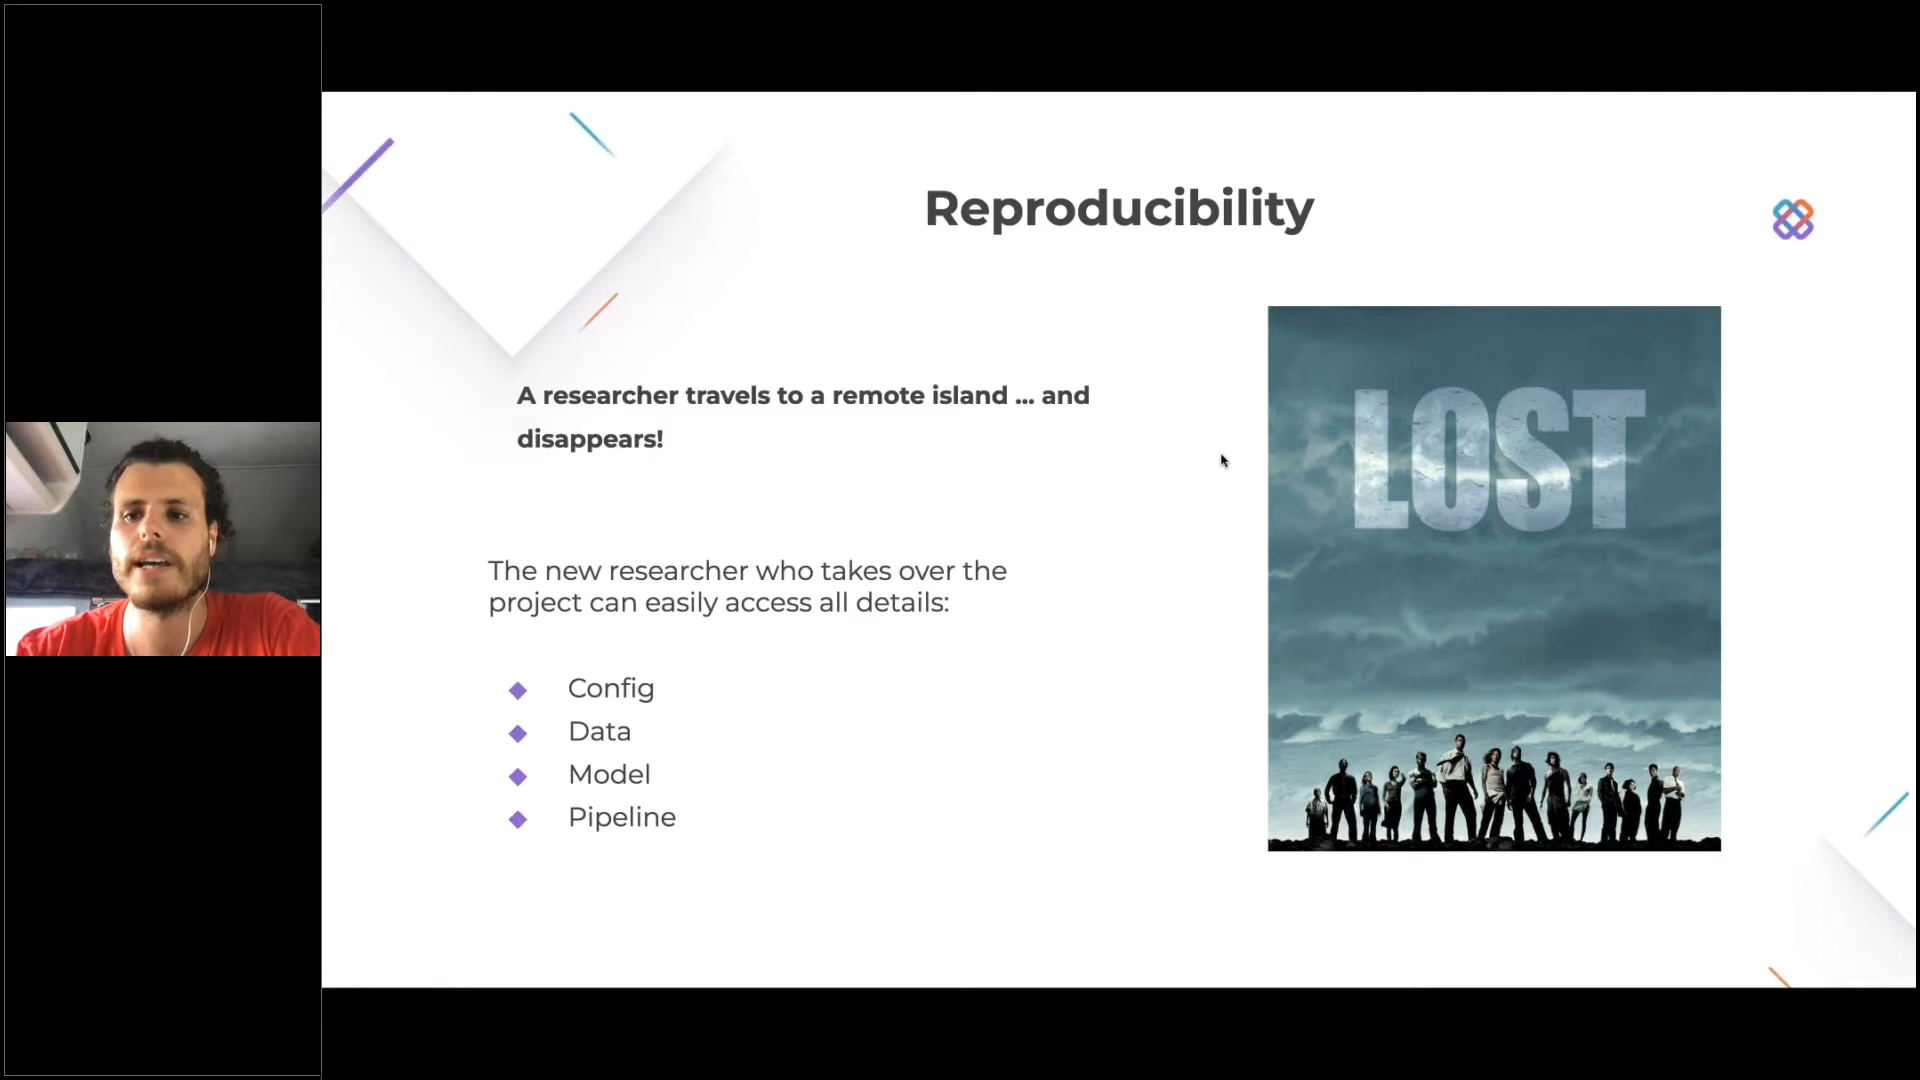 Reproducibility
A researcher travels to a remote island ... and
disappears!
LOST
The new researcher who takes over the
project can easily access all details:
Config
Data
Model
Pipeline